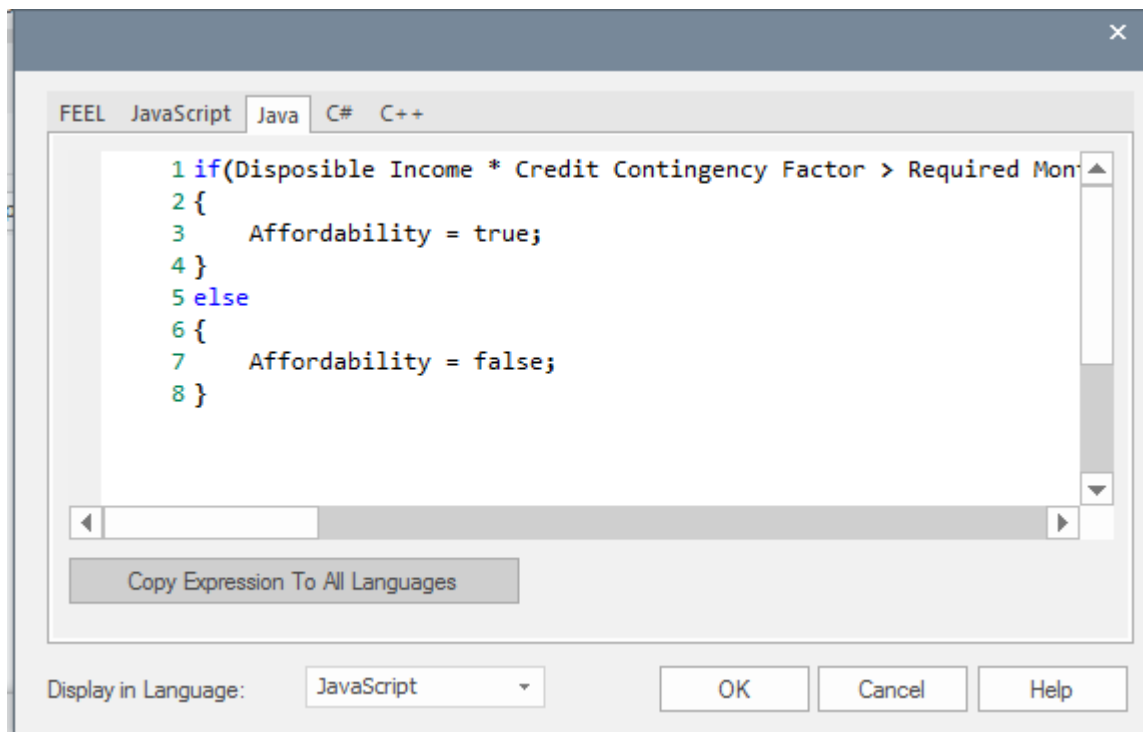 FEEL JavaScript Java C# C++
1 if(Disposible Income * Credit Contingency Factor > Required
2 {
3 Affordability = true;
4 }
5 else
6 {
7 Affordability = false;
8 }
Copy Expression To All Languages
Display in Language: JavaScript OK Cancel Help